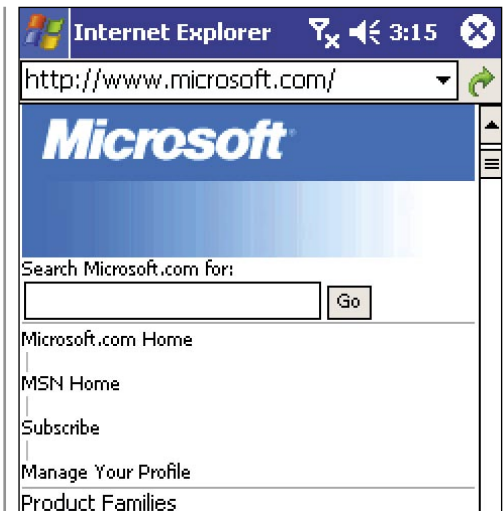 Internet Explorer 3:15
http://www.microsoft.com/
Microsoft
Search Microsoft.com for:
Go
Microsoft.com Home
MSN Home
Subscribe
Manage Your Profile
Product Families